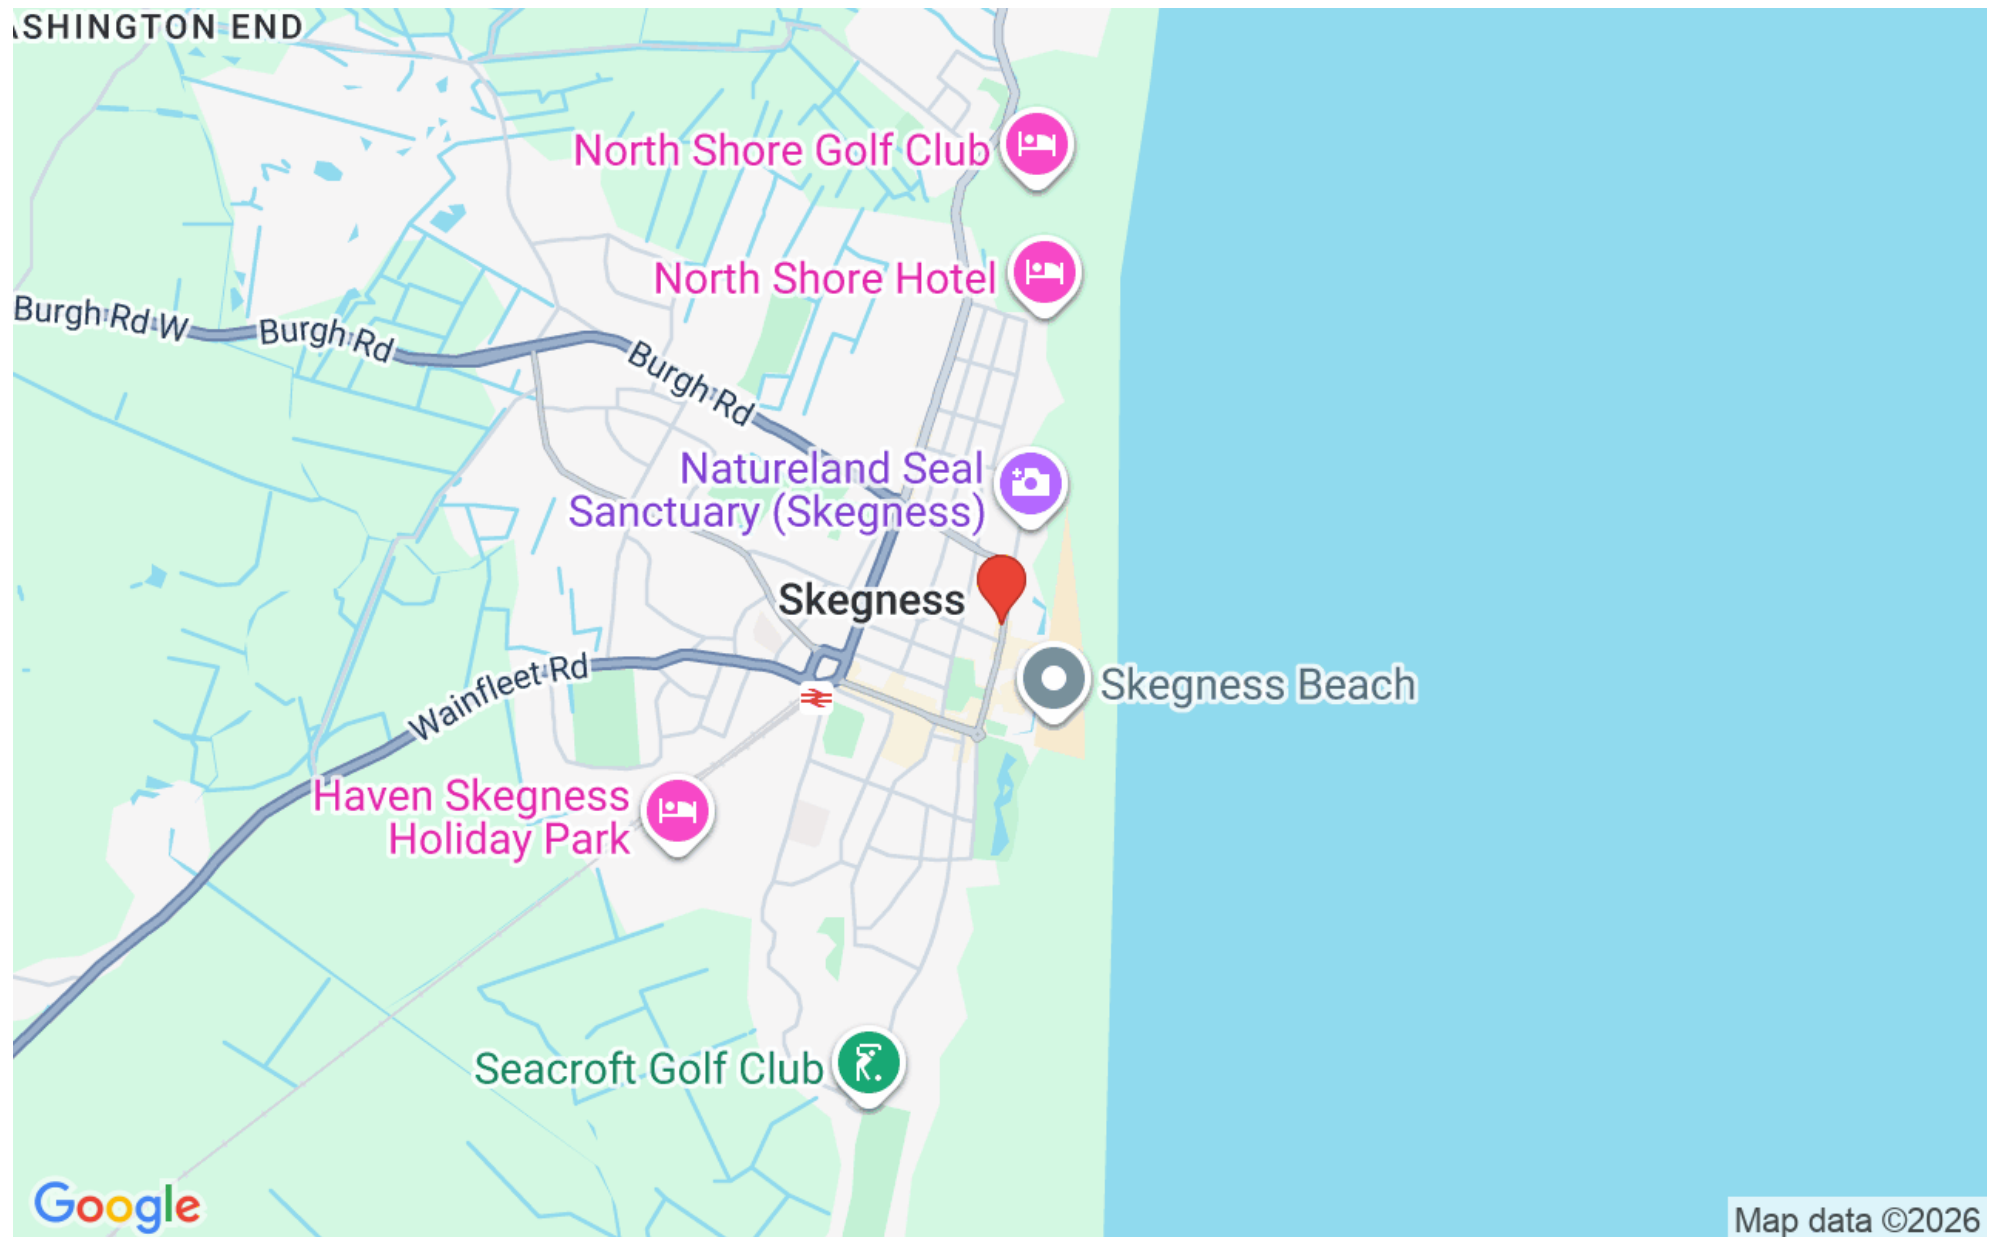 ASHINGTON END
North Shore Golf Club
North Shore Hotel
Burgh Rd W
Burgh Rd
Burgh Rd
Natureland Seal
Sanctuary (Skegness)
Skegness
Wainfleet Rd
Skegness Beach
Haven Skegness
Holiday Park
Seacroft Golf Club
Google
Map data ©2026